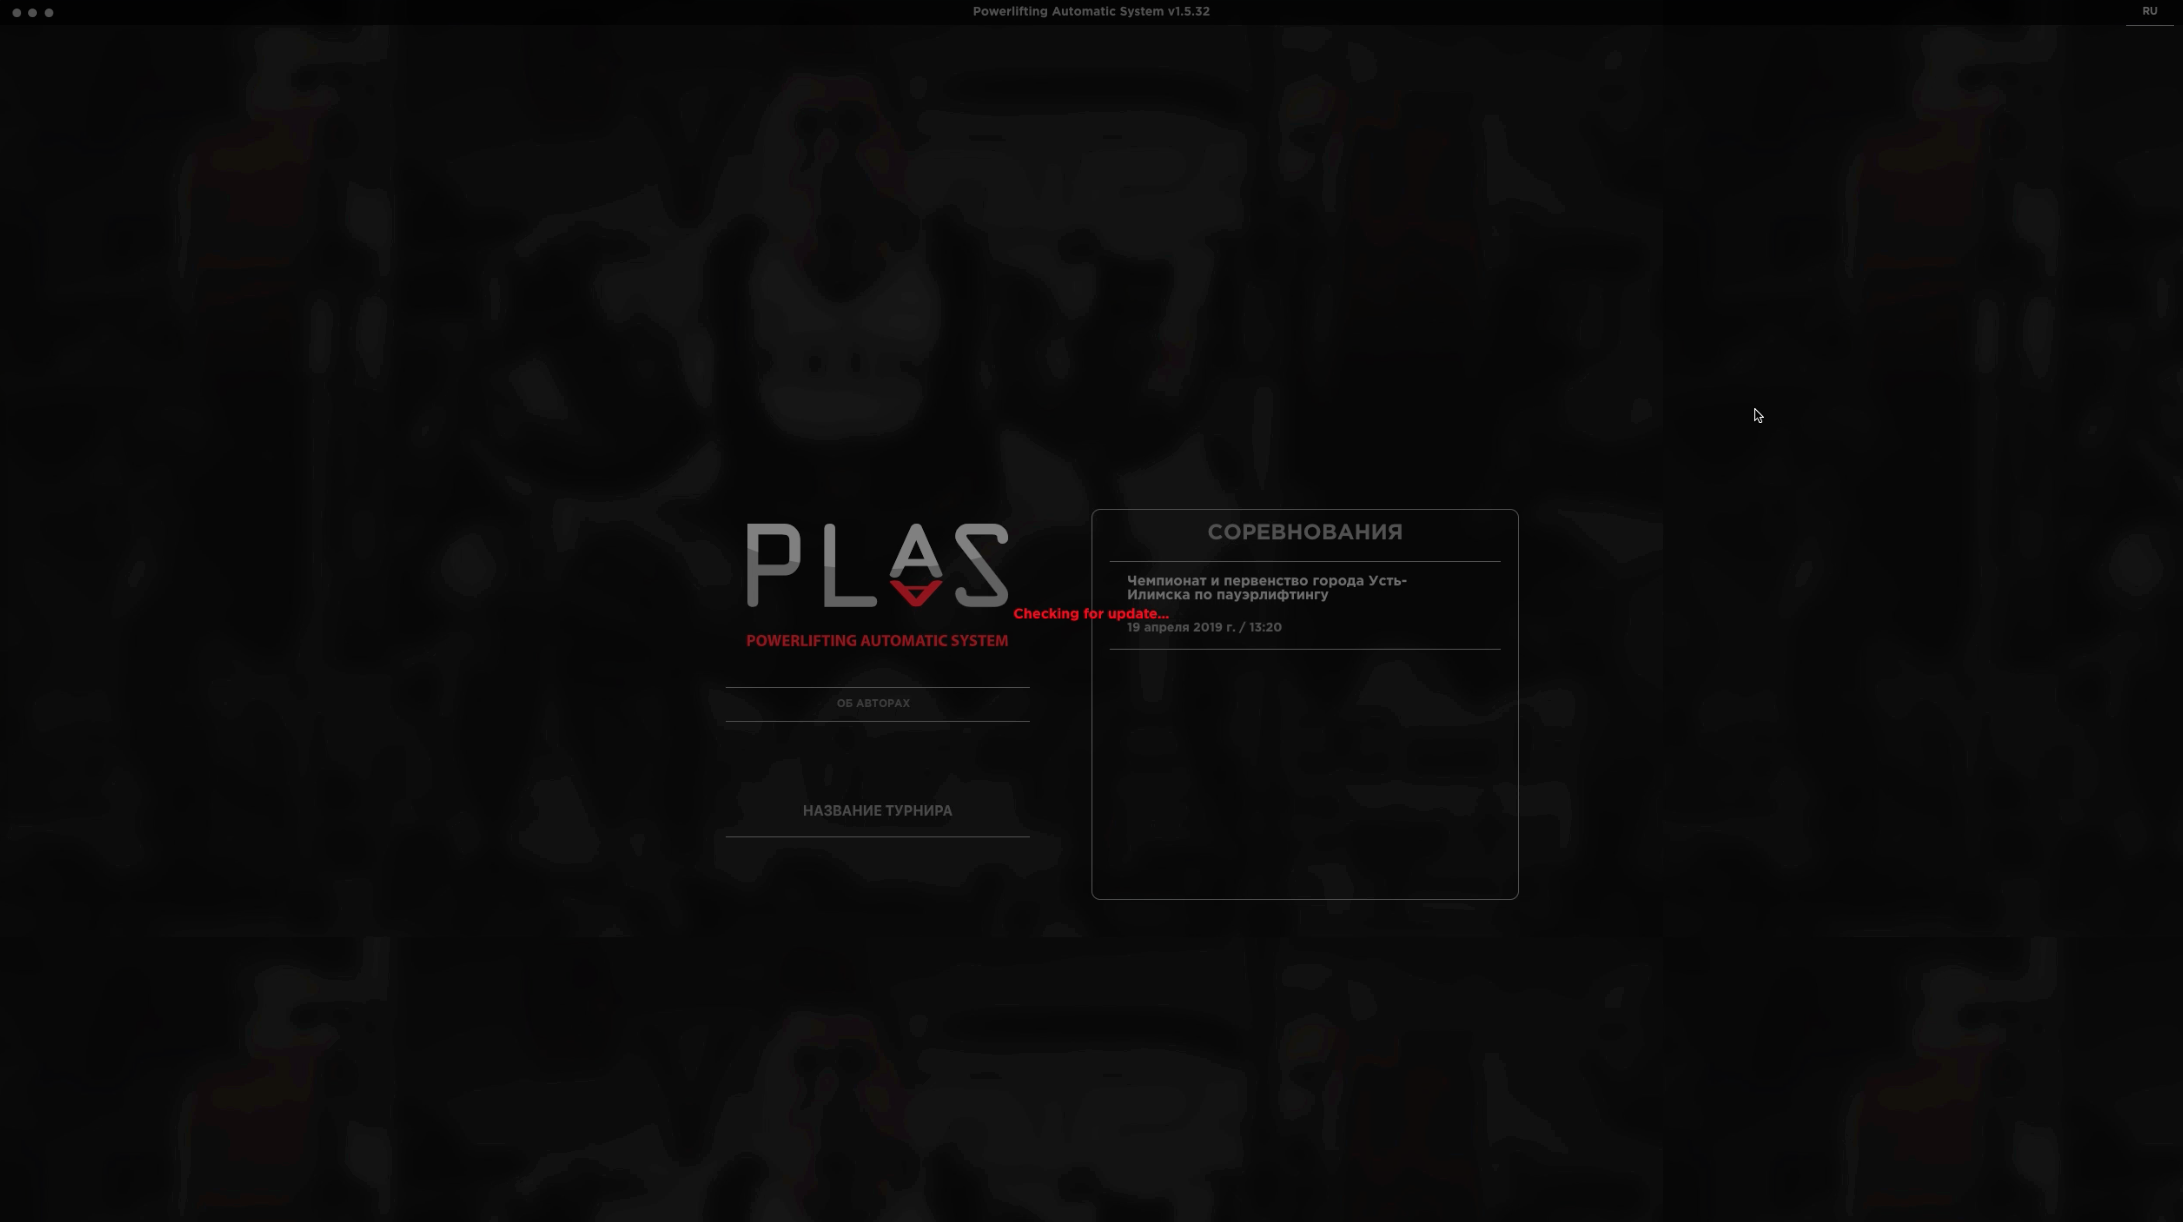 Powerlifting Automatic System v1.5.32
RU
PLAS
POWERLIFTING AUTOMATIC SYSTEM
ОБ АВТОРАХ
НАЗВАНИЕ ТУРНИРА
СОРЕВНОВАНИЯ
Чемпионат и первенство города Усть-
Илимска по пауэрлифтингу
Checking for update...
19 апреля 2019 г. / 13:20